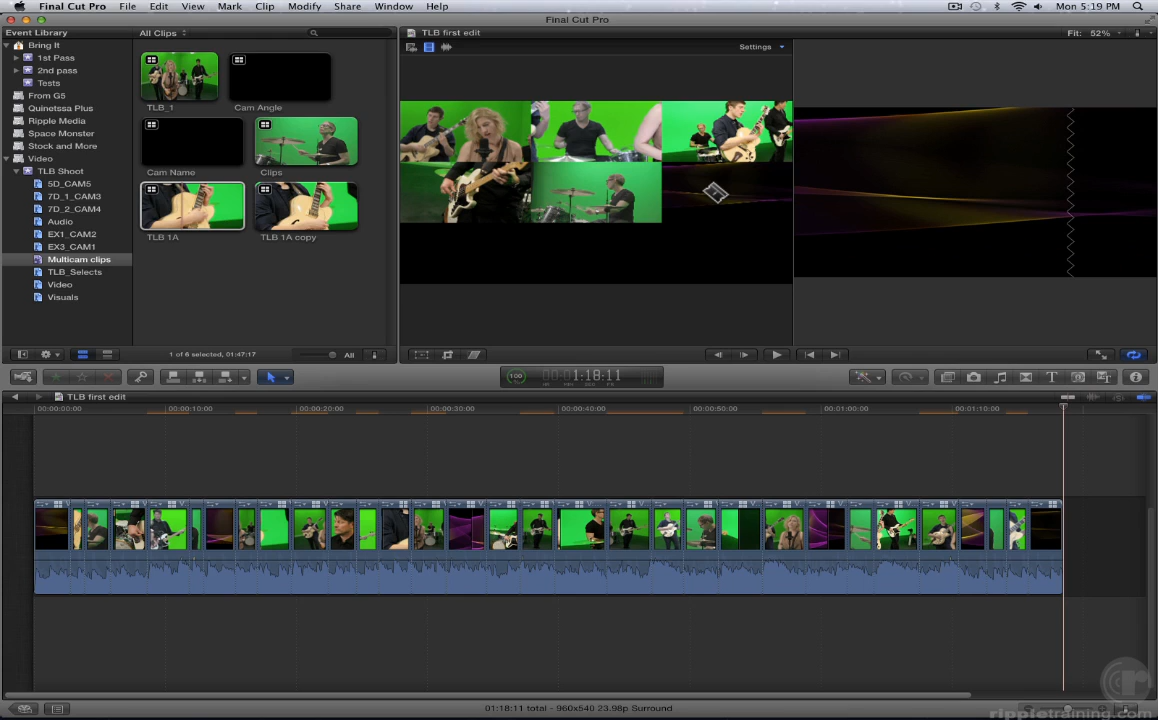 Final Cut Pro File Edit View Mark Clip Modify Share Window Help
Mon 5:19 PM
Final Cut Pro
Event Library
All Clips
TLB first edit
Fit: 52%
Settings
Bring It
1st Pass
2nd pass
Tests
From G5
Quinetssa Plus
Ripple Media
Space Monster
Stock and More
Video
TLB Shoot
5D_CAM5
7D_1_CAM3
7D_2_CAM4
Audio
EX1_CAM2
EX3_CAM1
Multicam clips
TLB_Selects
Video
Visuals
TLB_1
Cam Angle
Cam Name
Clips
TLB 1A
TLB 1A copy
1 of 6 selected, 01:47:17
All
100
1:18:11
TLB first edit
00:00:00:00
00:00:10:00
00:00:20:00
00:00:30:00
00:00:40:00
00:00:50:00
00:01:00:00
00:01:10:00
01:18:11 total - 960x540 23.98p Surround
rippletraining.com